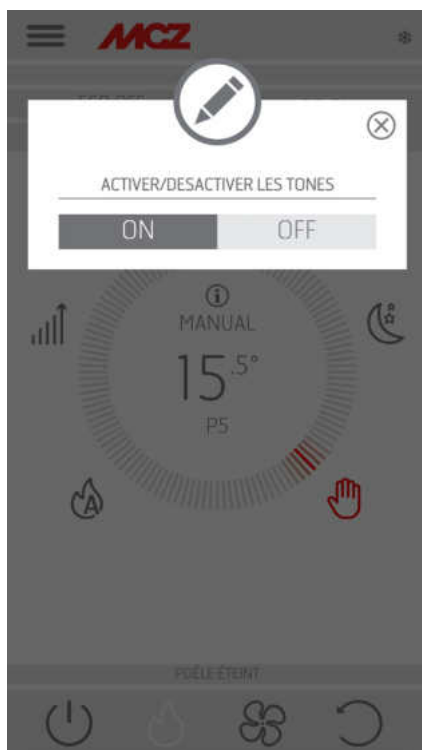 MCZ
ACTIVER/DESACTIVER LES TONES
ON OFF
MANUAL
15.5°
P5
A
POÊLE ÉTEINT